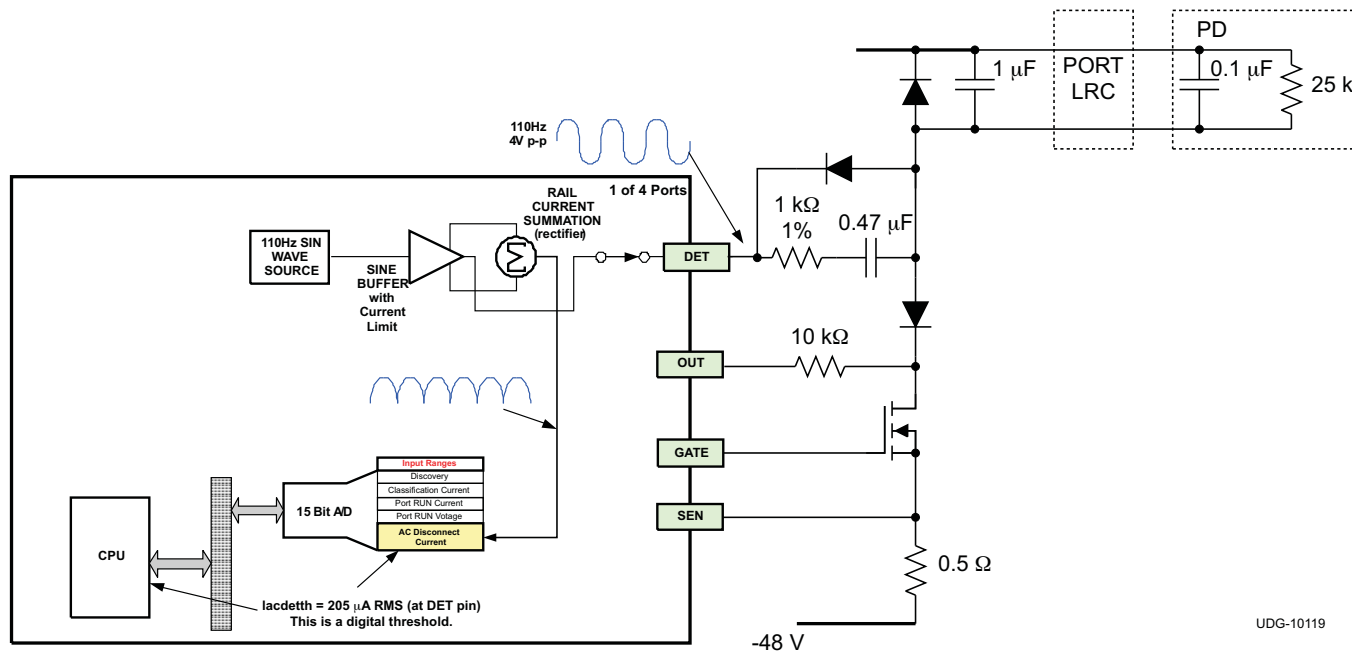 PD
1 μF
PORT
LRC
0.1 μF
25 k
110Hz
4V p-p
1 of 4 Ports
1 kΩ
1%
0.47 μF
RAIL
CURRENT
SUMMATION
(rectifier)
110Hz SIN
WAVE
SOURCE
SINE
BUFFER
with
Current
Limit
Σ
DET
OUT
10 kΩ
GATE
SEN
Input Ranges
Discovery
Classification Current
Port RUN Current
Port RUN Votage
AC Disconnect
Current
15 Bit A/D
CPU
0.5 Ω
Iacdetth = 205 μA RMS (at DET pin)
This is a digital threshold.
-48 V
UDG-10119